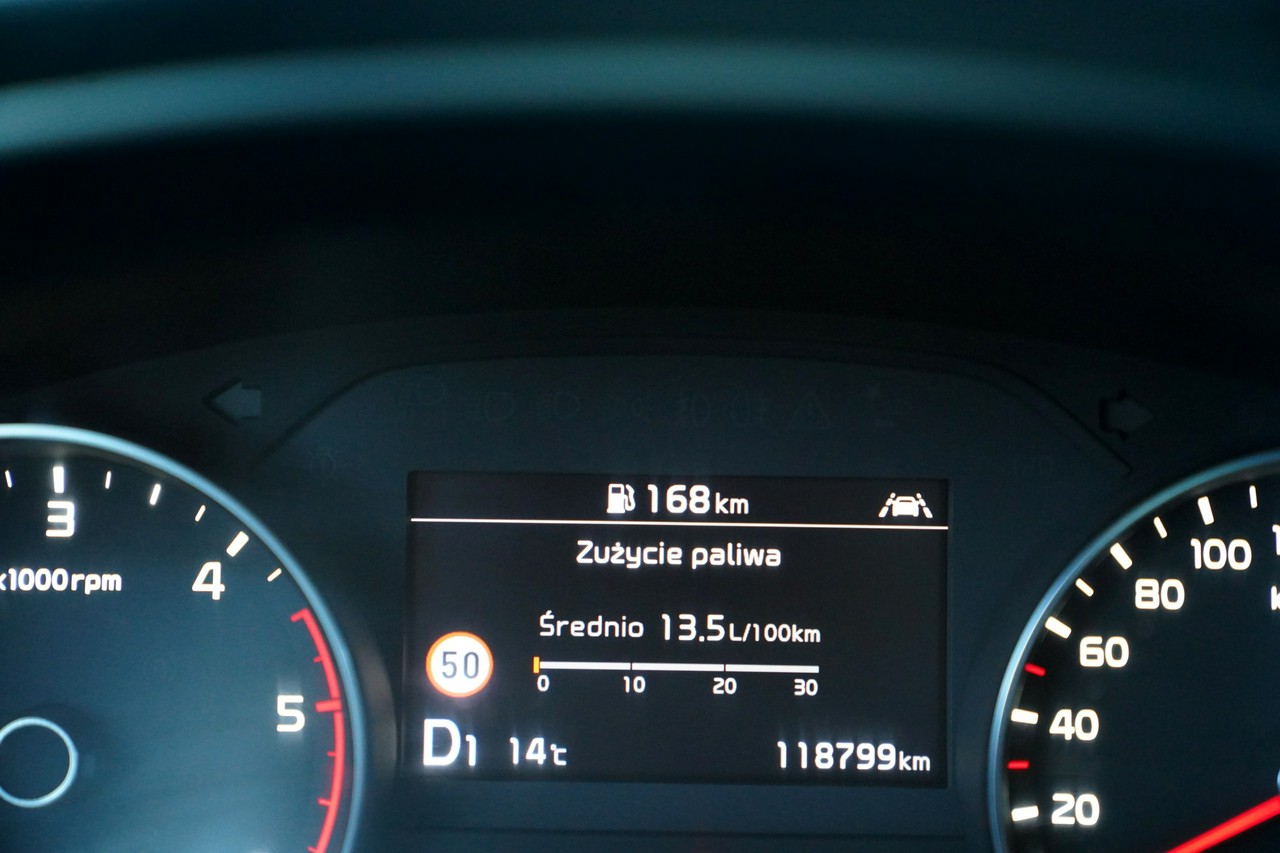 3
4
x1000rpm
5
168km
Zużycie paliwa
Średnio 13.5L/100km
50
0 10 20 30
D1 14℃ 118799km
100
80
60
40
20